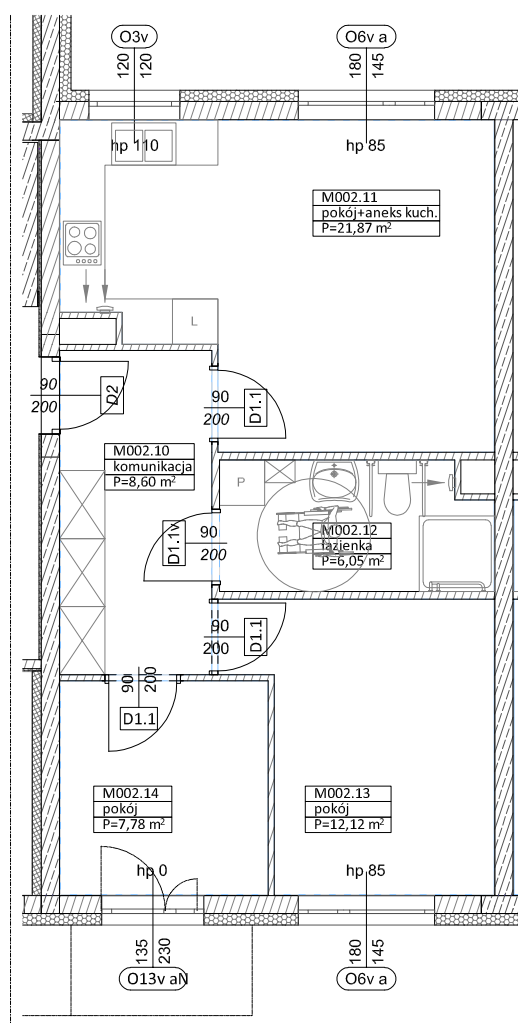 O3v
O6v a
120
120
180
145
hp 110
hp 85
M002.11
pokój+aneks kuch.
P=21,87 m²
L
90
200
D2
90
200
D1.1
M002.10
komunikacja
P=8,60 m²
P
90
200
D1.1v
M002.12
łazienka
P=6,05 m²
90
200
D1.1
90
200
D1.1
M002.14
pokój
P=7,78 m²
M002.13
pokój
P=12,12 m²
hp 0
hp 85
135
230
180
145
O13v aN
O6v a